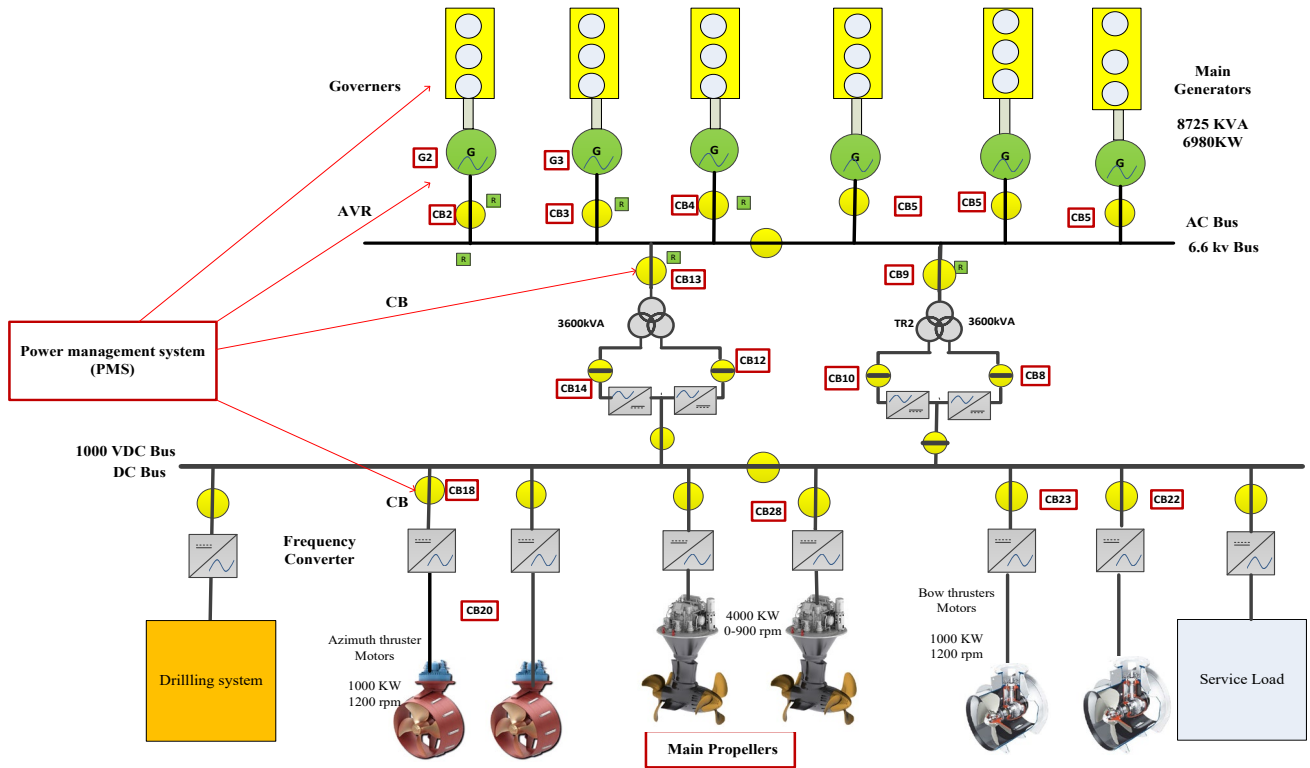 Governers
Main
Generators
8725 KVA
6980KW
G
G
G
G
G
G
G2
G3
AVR
CB2
R
CB3
R
CB4
R
CB5
CB5
CB5
AC Bus
6.6 kv Bus
R
R
CB13
CB9
R
CB
3600kVA
TR2
3600kVA
Power management system
(PMS)
CB12
CB14
CB10
CB8
1000 VDC Bus
DC Bus
CB
CB18
CB28
CB23
CB22
Frequency
Converter
CB20
Azimuth thruster
Motors
1000 KW
1200 rpm
4000 KW
0-900 rpm
Bow thrusters
Motors
1000 KW
1200 rpm
Drillling system
Service Load
Main Propellers